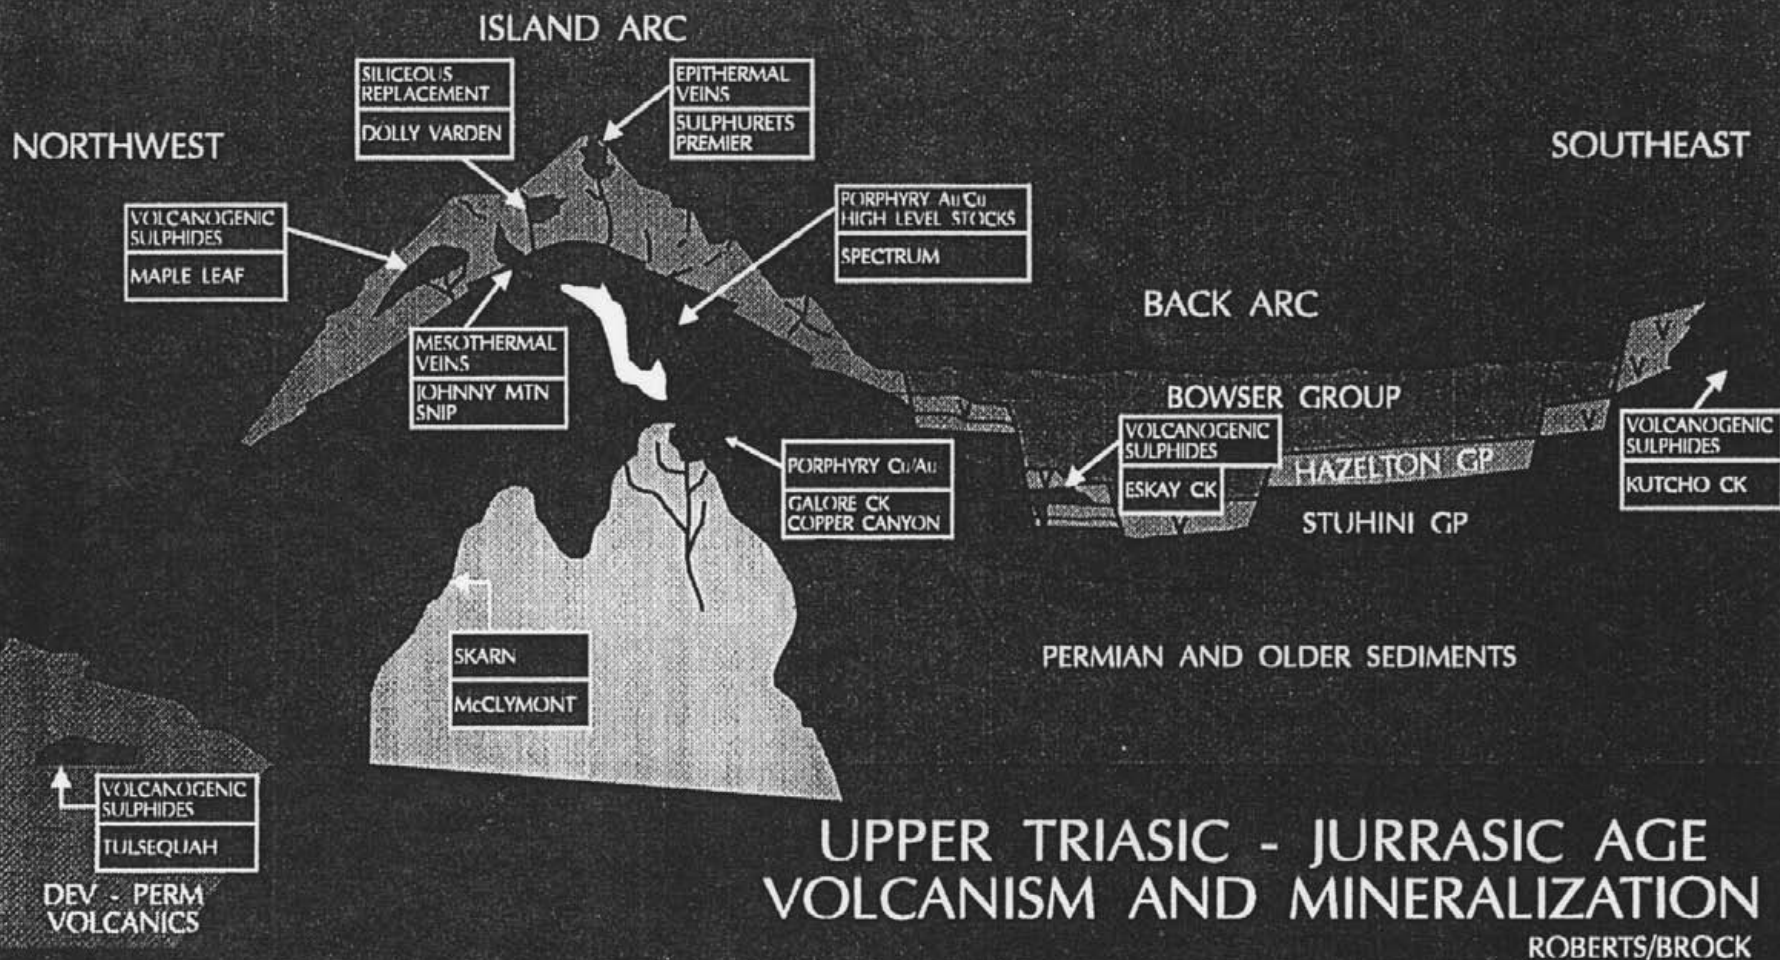 ISLAND ARC
SILICEOUS
REPLACEMENT
DOLLY VARDEN
EPITHERMAL
VEINS
SULPHURETS
PREMIER
NORTHWEST
SOUTHEAST
VOLCANOGENIC
SULPHIDES
MAPLE LEAF
PORPHYRY Au/Cu
HIGH LEVEL STOCKS
SPECTRUM
BACK ARC
MESOTHERMAL
VEINS
JOHNNY MTN
SNIP
BOWSER GROUP
VOLCANOGENIC
SULPHIDES
ESKAY CK
HAZELTON GP
STUHINI GP
VOLCANOGENIC
SULPHIDES
KUTCHO CK
PORPHYRY Cu/Au
GALORE CK
COPPER CANYON
SKARN
McCLYMONT
PERMIAN AND OLDER SEDIMENTS
VOLCANOGENIC
SULPHIDES
TULSEQUAH
DEV - PERM
VOLCANICS
UPPER TRIASIC - JURRASIC AGE
VOLCANISM AND MINERALIZATION
ROBERTS/BROCK